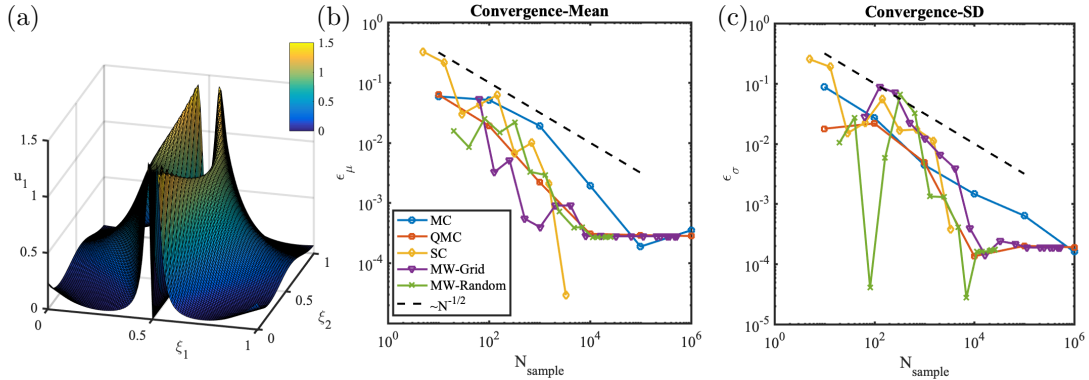 (a)
1.5
1
0.5
0
1.5
1
0.5
0
u1
0
0.5
1
ξ1
0
0.5
1
ξ2
(b)
Convergence-Mean
10^0
10^-1
10^-2
10^-3
10^-4
ϵμ
MC
QMC
SC
MW-Grid
MW-Random
~N^-1/2
10^0
10^2
10^4
10^6
Nsample
(c)
Convergence-SD
10^0
10^-1
10^-2
10^-3
10^-4
10^-5
ϵσ
10^0
10^2
10^4
10^6
Nsample